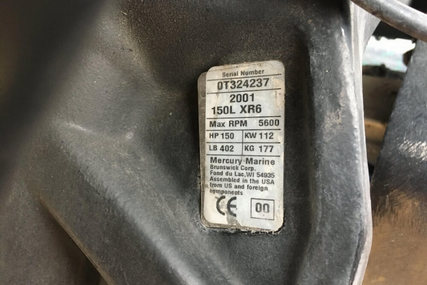 Serial Number
0T324237
2001
150L XR6
Max RPM 5600
HP 150 KW 112
LB 402 KG 177
Mercury Marine
Brunswick Corp.
Fond du Lac, WI 54935
Assembled in the USA
from US and foreign
components
CE 00